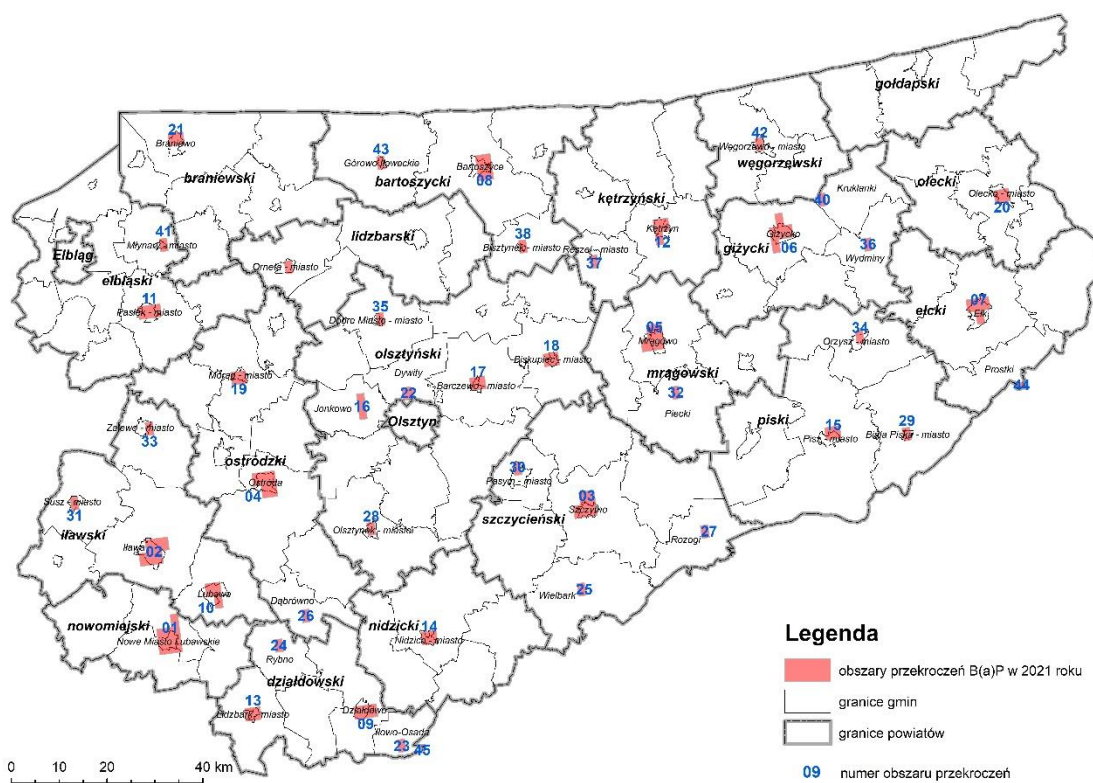 gołdapski
21
Braniewo
braniewski
43
Górowo Iławeckie
bartoszycki
Bartoszyce
08
42
Węgorzewo - miasto
węgorzewski
kętrzyński
Kruklanki
40
olecki
Olecko - miasto
20
41
Młynary - miasto
Elbląg
elbląski
lidzbarski
Orneta - miasto
38
Bisztynek - miasto
Reszel - miasto
37
Kętrzyn
12
giżycki
Giżycko
06
36
Wydminy
11
Pasłęk - miasto
35
Dobre Miasto - miasto
olsztyński
Dywity
22
18
Biskupiec - miasto
05
Mrągowo
mrągowski
32
Piecki
34
Orzysz - miasto
ełcki
07
Ełk
Prostki
44
Morąg - miasto
19
Jonkowo
16
17
Barczewo - miasto
Olsztyn
piski
15
Pisz - miasto
29
Biała Piska - miasto
Zalewo - miasto
33
ostródzki
Ostróda
04
30
Pasym - miasto
03
Szczytno
szczycieński
27
Rozogi
Susz - miasto
31
iławski
Iława
02
28
Olsztynek - miasto
Wielbark
25
Lubawa
10
Dąbrówno
26
nowomiejski
01
Nowe Miasto Lubawskie
nidzicki
14
Nidzica - miasto
24
Rybno
działdowski
13
Lidzbark - miasto
Działdowo
09
Iłowo-Osada
23
45
Legenda
obszary przekroczeń B(a)P w 2021 roku
granice gmin
granice powiatów
09 numer obszaru przekroczeń
0 10 20 40 km